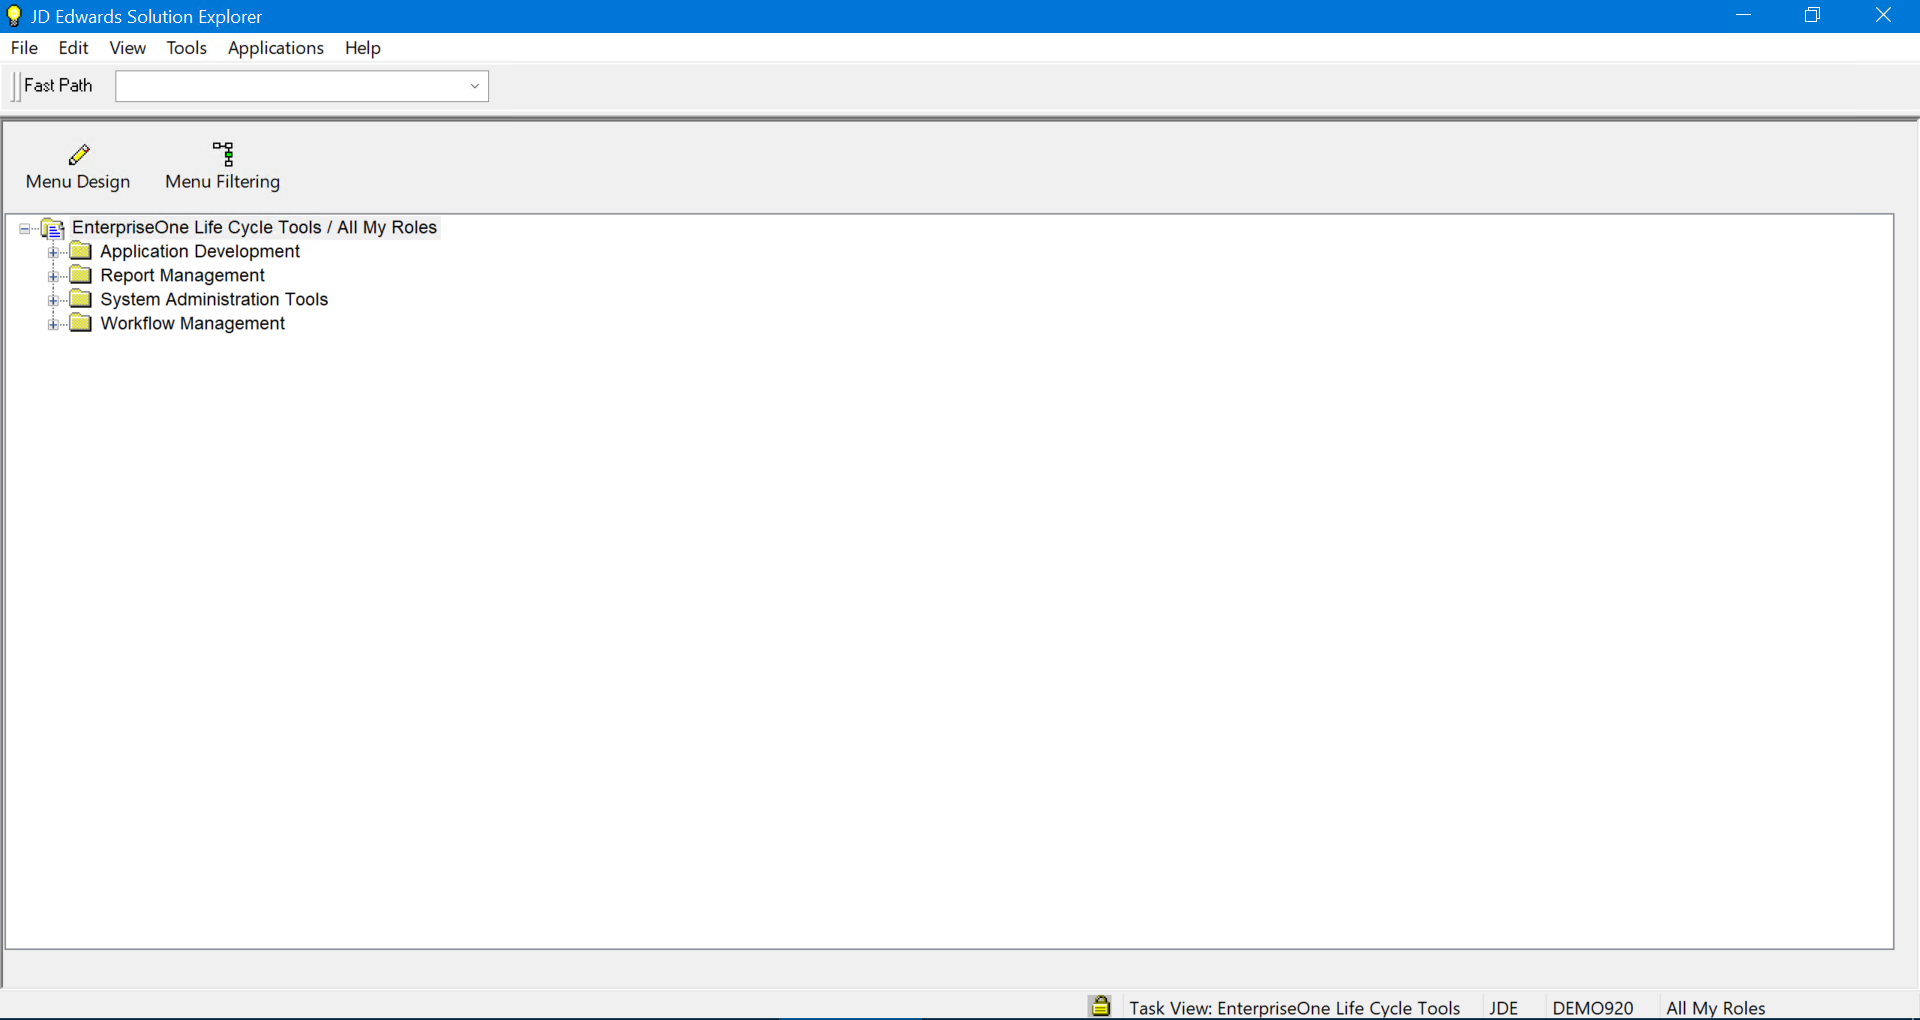 JD Edwards Solution Explorer
File Edit View Tools Applications Help
Fast Path
Menu Design Menu Filtering
EnterpriseOne Life Cycle Tools / All My Roles
Application Development
Report Management
System Administration Tools
Workflow Management
Task View: EnterpriseOne Life Cycle Tools JDE DEMO920 All My Roles